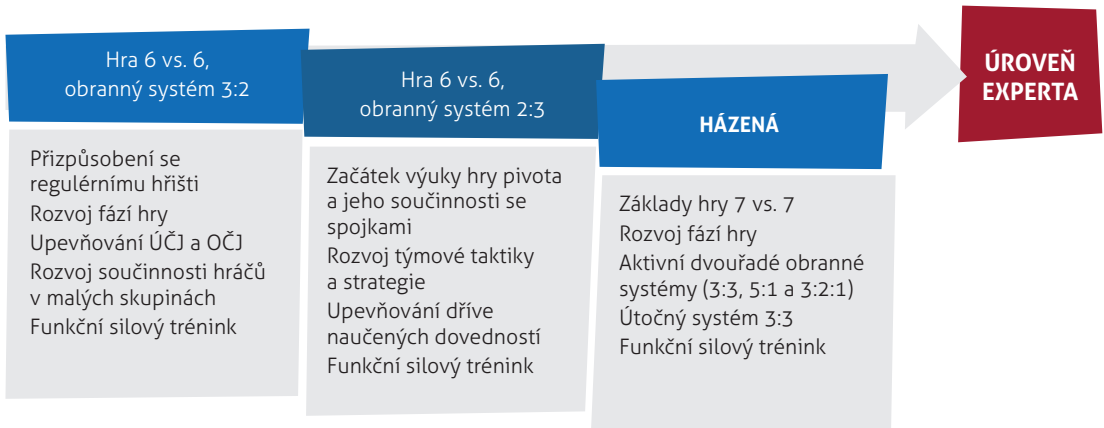 Hra 6 vs. 6,
obranný systém 3:2
Přizpůsobení se
regulérnímu hřišti
Rozvoj fází hry
Upevňování ÚČJ a OČJ
Rozvoj součinnosti hráčů
v malých skupinách
Funkční silový trénink
Hra 6 vs. 6,
obranný systém 2:3
Začátek výuky hry pivota
a jeho součinnosti se
spojkami
Rozvoj týmové taktiky
a strategie
Upevňování dříve
naučených dovedností
Funkční silový trénink
HÁZENÁ
Základy hry 7 vs. 7
Rozvoj fází hry
Aktivní dvouřadé obranné
systémy (3:3, 5:1 a 3:2:1)
Útočný systém 3:3
Funkční silový trénink
ÚROVEŇ
EXPERTA